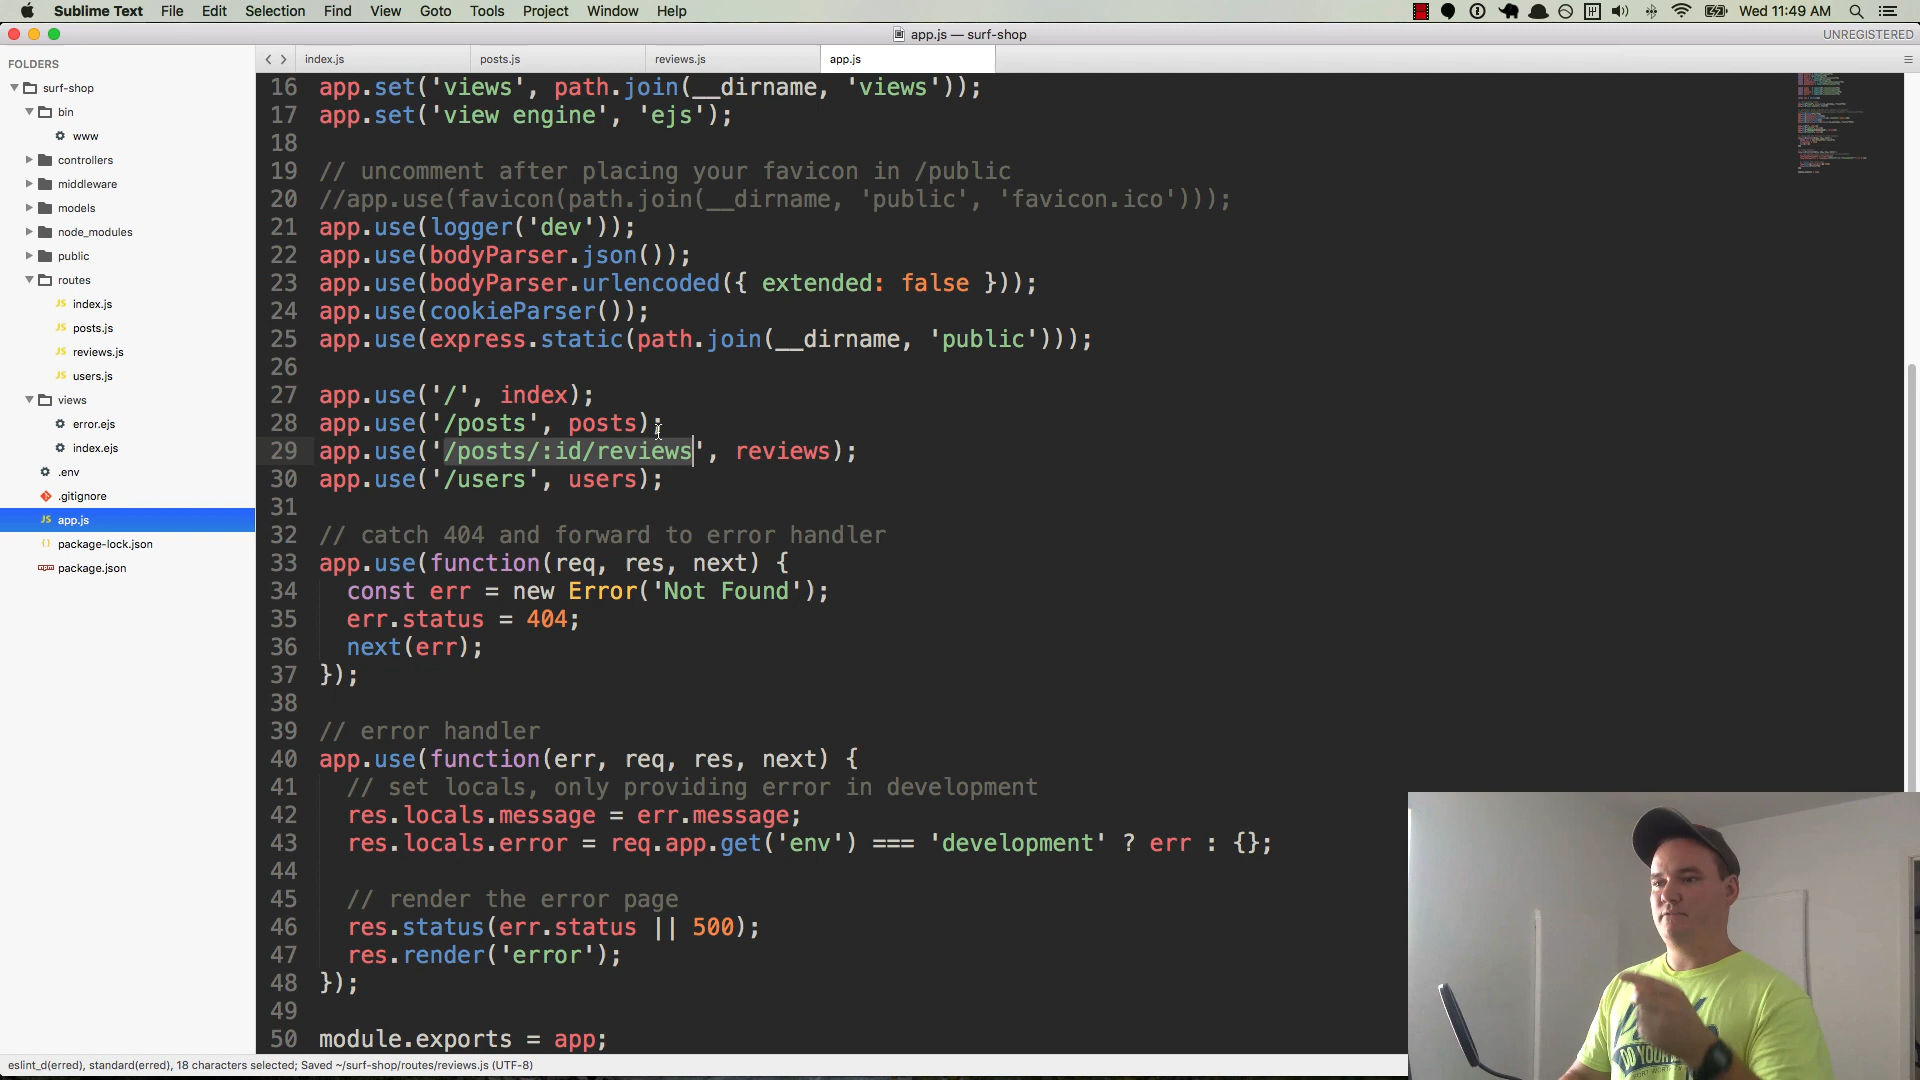 Sublime Text File Edit Selection Find View Goto Tools Project Window Help Wed 11:49 AM
app.js — surf-shop UNREGISTERED
FOLDERS
surf-shop
bin
www
controllers
middleware
models
node_modules
public
routes
index.js
posts.js
reviews.js
users.js
views
error.ejs
index.ejs
.env
.gitignore
app.js
package-lock.json
package.json
index.js posts.js reviews.js app.js
16 app.set('views', path.join(__dirname, 'views'));
17 app.set('view engine', 'ejs');
18
19 // uncomment after placing your favicon in /public
20 //app.use(favicon(path.join(__dirname, 'public', 'favicon.ico')));
21 app.use(logger('dev'));
22 app.use(bodyParser.json());
23 app.use(bodyParser.urlencoded({ extended: false }));
24 app.use(cookieParser());
25 app.use(express.static(path.join(__dirname, 'public')));
26
27 app.use('/', index);
28 app.use('/posts', posts);
29 app.use('/posts/:id/reviews', reviews);
30 app.use('/users', users);
31
32 // catch 404 and forward to error handler
33 app.use(function(req, res, next) {
34 const err = new Error('Not Found');
35 err.status = 404;
36 next(err);
37 });
38
39 // error handler
40 app.use(function(err, req, res, next) {
41 // set locals, only providing error in development
42 res.locals.message = err.message;
43 res.locals.error = req.app.get('env') === 'development' ? err : {};
44
45 // render the error page
46 res.status(err.status || 500);
47 res.render('error');
48 });
49
50 module.exports = app;
eslint_d(erred), standard(erred), 18 characters selected; Saved ~/surf-shop/routes/reviews.js (UTF-8)
DO YOU